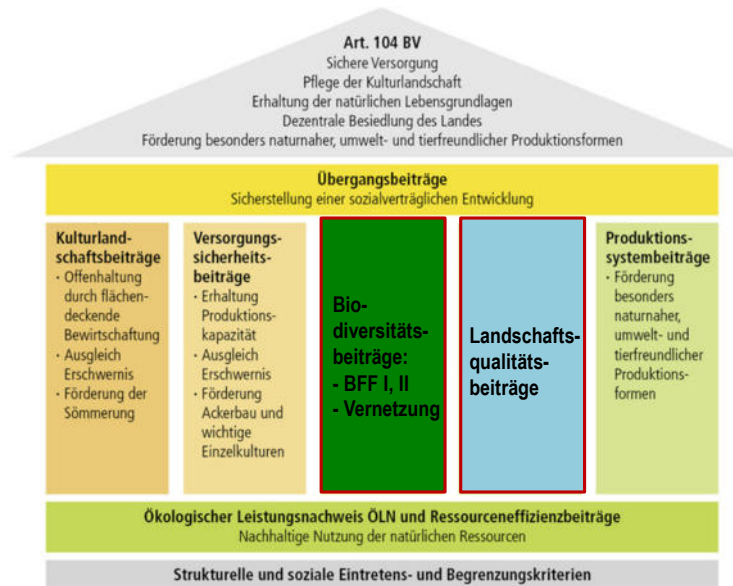 Art. 104 BV
Sichere Versorgung
Pflege der Kulturlandschaft
Erhaltung der natürlichen Lebensgrundlagen
Dezentrale Besiedlung des Landes
Förderung besonders naturnaher, umwelt- und tierfreundlicher Produktionsformen
Übergangsbeiträge
Sicherstellung einer sozialverträglichen Entwicklung
Kulturland-
schaftsbeiträge
· Offenhaltung
durch flächen-
deckende
Bewirtschaftung
· Ausgleich
Erschwernis
· Förderung der
Sömmerung
Versorgungs-
sicherheits-
beiträge
· Erhaltung
Produktions-
kapazität
· Ausgleich
Erschwernis
· Förderung
Ackerbau und
wichtige
Einzelkulturen
Bio-
diversitäts-
beiträge:
- BFF I, II
- Vernetzung
Landschafts-
qualitäts-
beiträge
Produktions-
systembeiträge
· Förderung
besonders
naturnaher,
umwelt- und
tierfreundlicher
Produktions-
formen
Ökologischer Leistungsnachweis ÖLN und Ressourceneffizienzbeiträge
Nachhaltige Nutzung der natürlichen Ressourcen
Strukturelle und soziale Eintretens- und Begrenzungskriterien